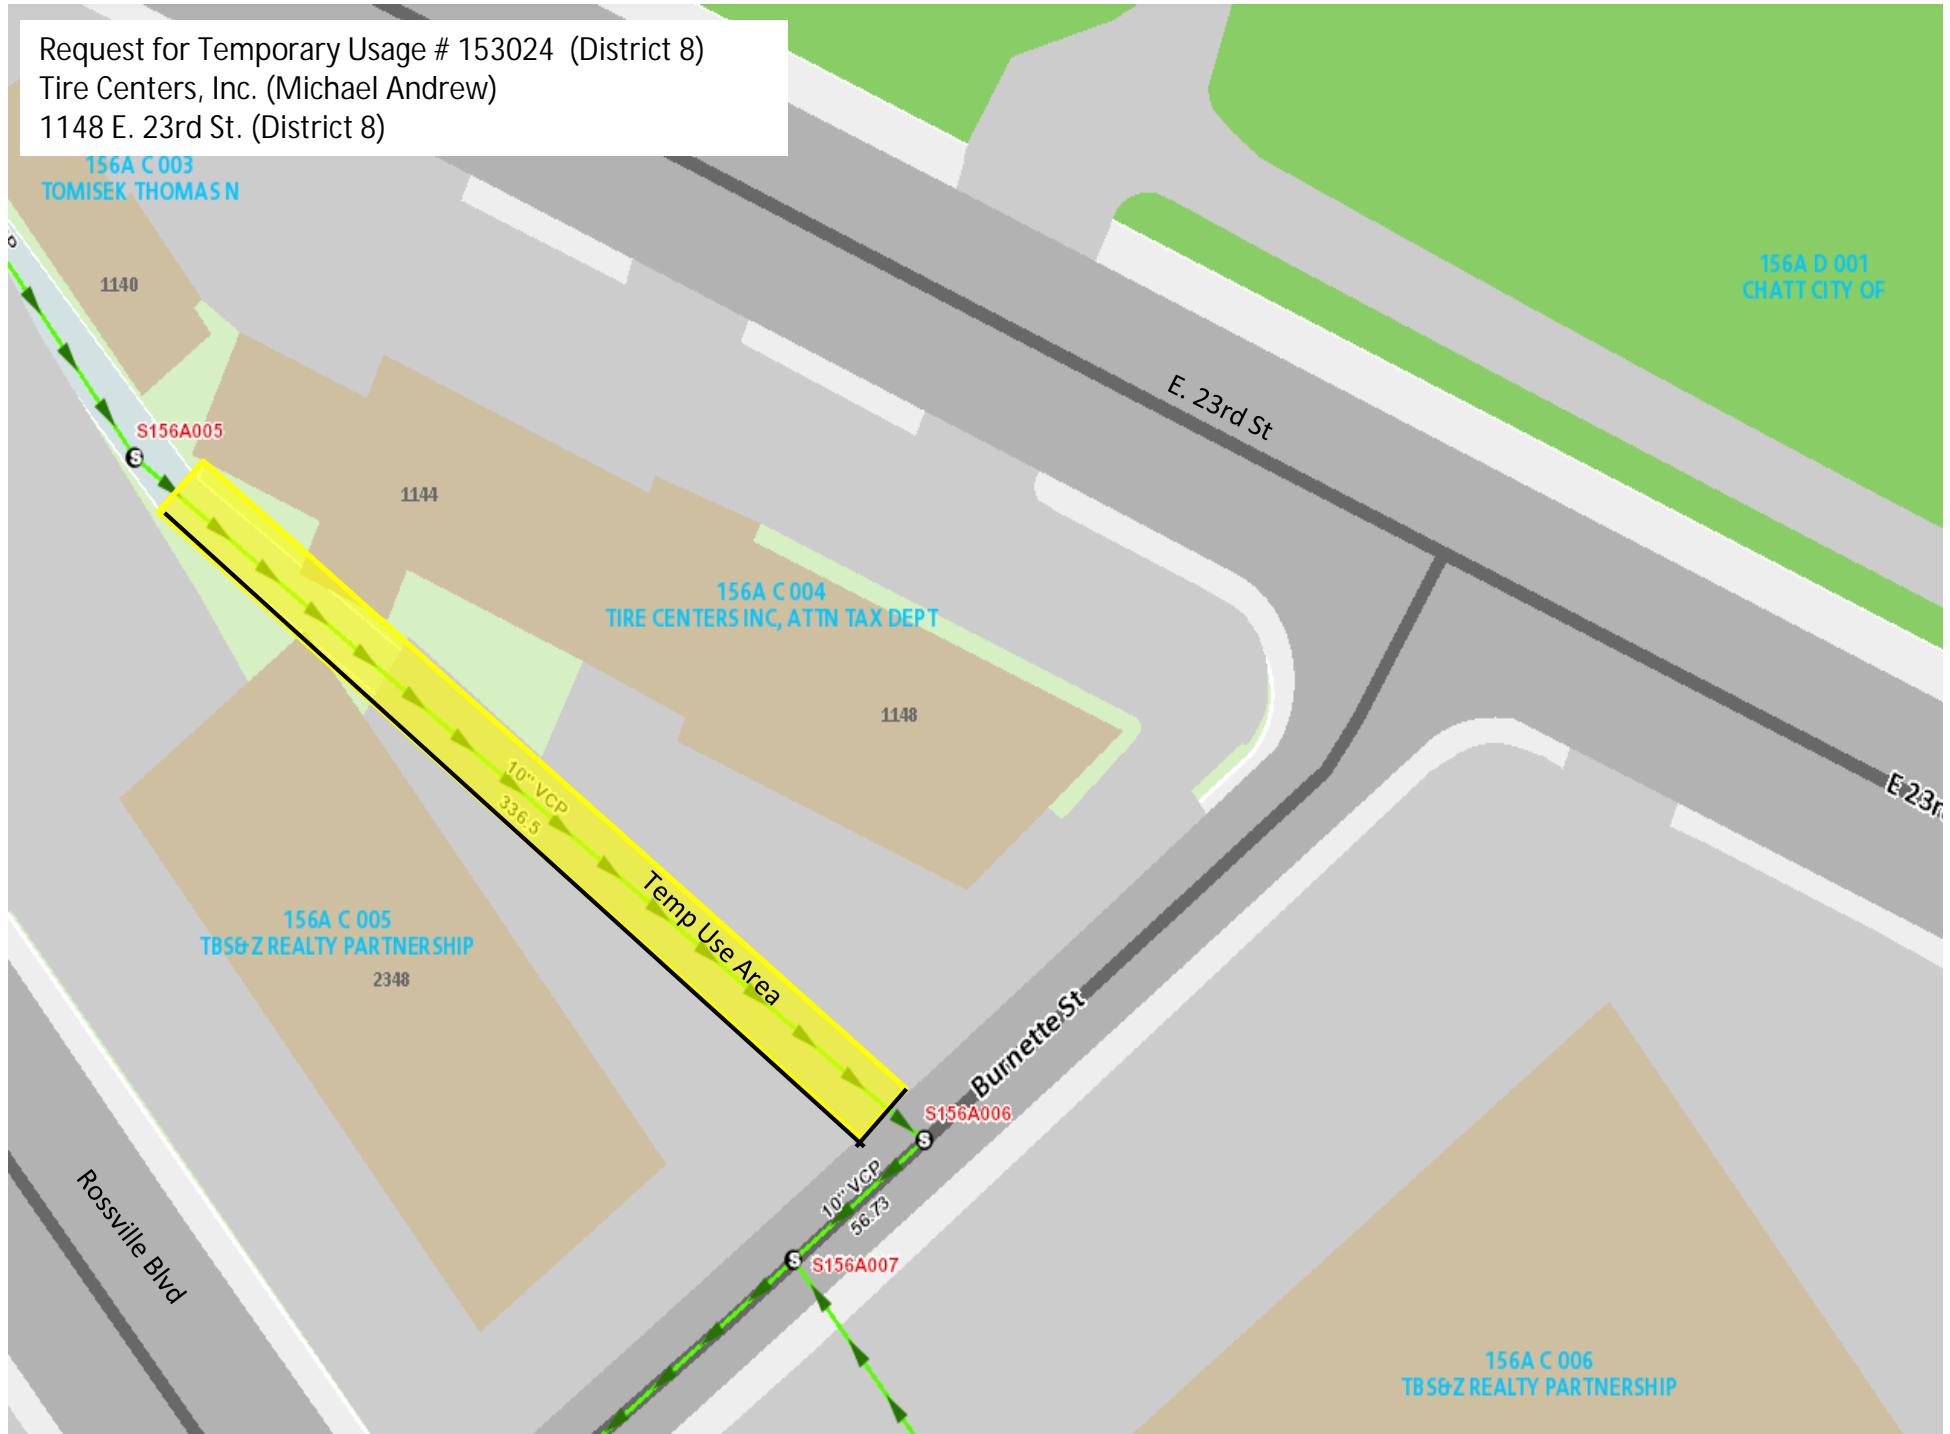 Request for Temporary Usage # 153024 (District 8)
Tire Centers, Inc. (Michael Andrew)
1148 E. 23rd St. (District 8)
156A C 003
TOMISEK THOMAS N
1140
156A D 001
CHATT CITY OF
E. 23rd St
S156A005
1144
156A C 004
TIRE CENTERS INC, ATTN TAX DEPT
1148
E 23r
10" VCP
336.5
Temp Use Area
156A C 005
TBS&Z REALTY PARTNERSHIP
2348
Burnette St
S156A006
10" VCP
56.73
Rossville Blvd
S156A007
156A C 006
TBS&Z REALTY PARTNERSHIP